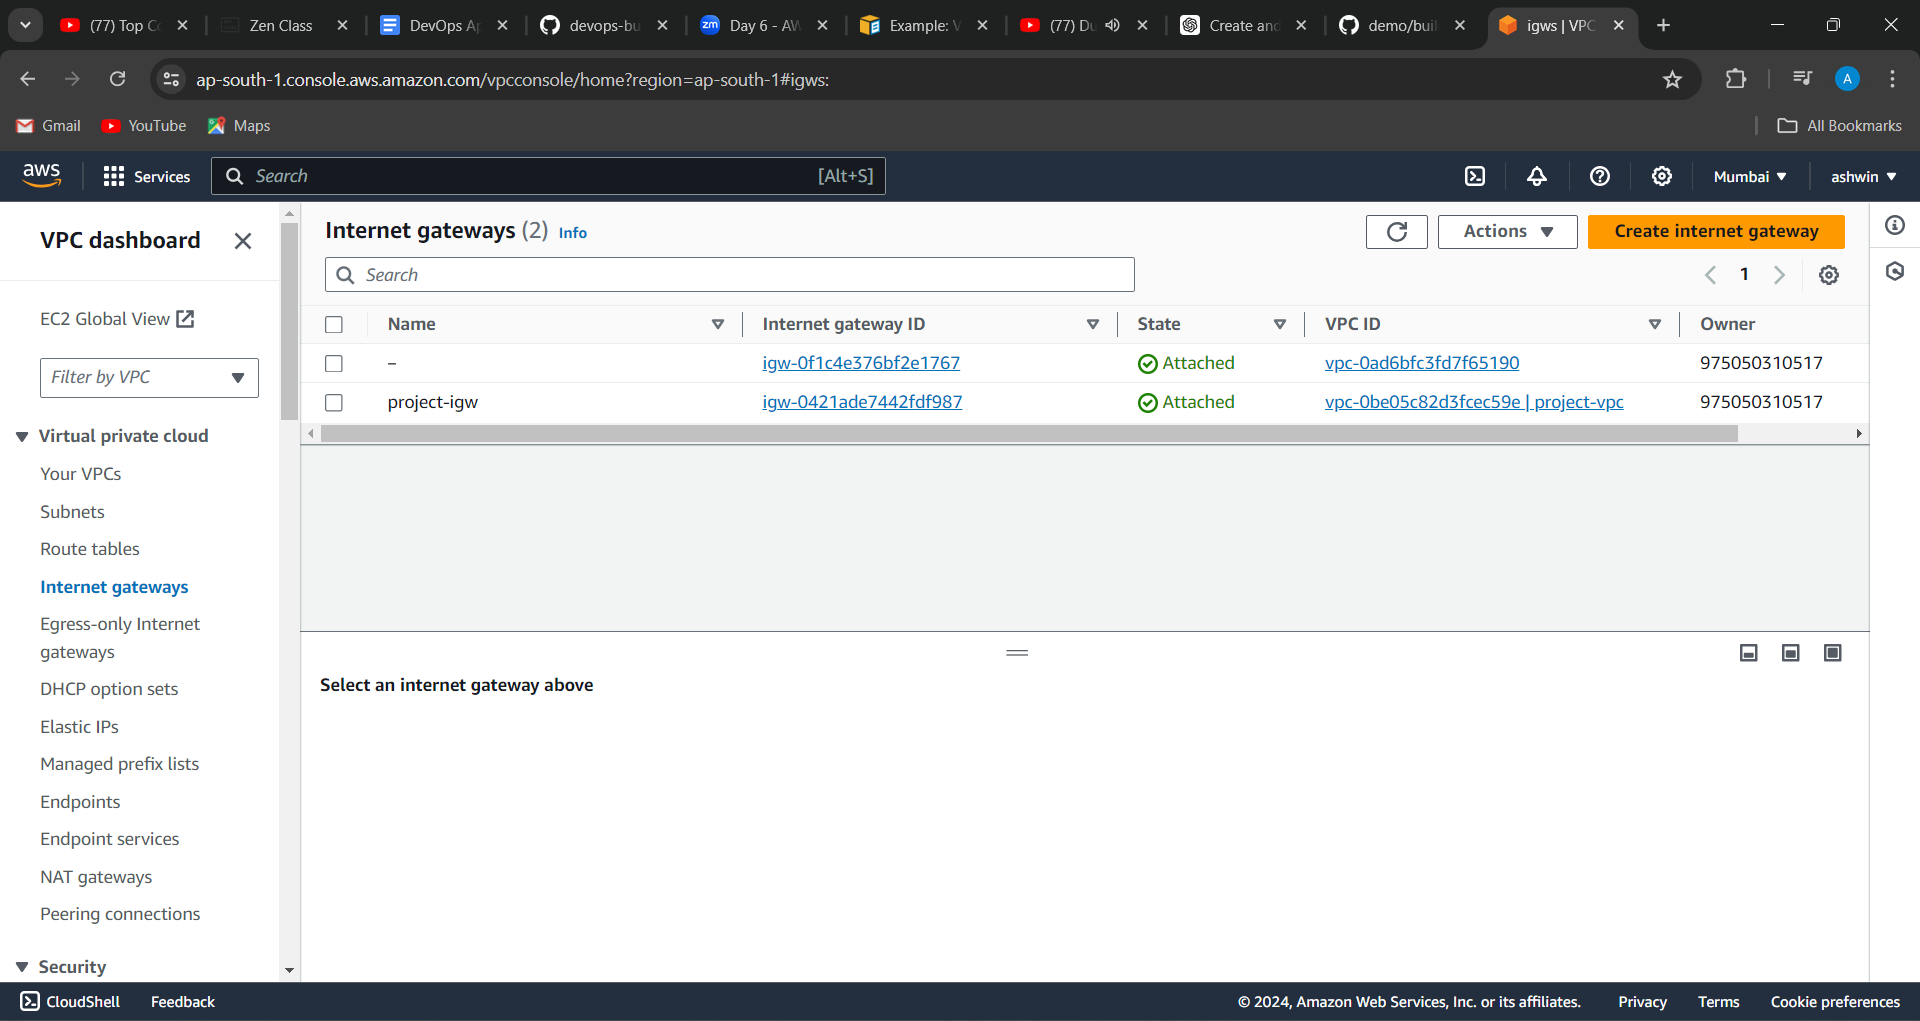 (77) Top Co
Zen Class
DevOps Ap
devops-bu
zm
Day 6 - AW
Example: V
(77) Du
Create and
demo/buil
igws | VPC
ap-south-1.console.aws.amazon.com/vpcconsole/home?region=ap-south-1#igws:
A
Gmail
YouTube
Maps
All Bookmarks
aws
Services
Search
[Alt+S]
Mumbai
ashwin
VPC dashboard
EC2 Global View
Filter by VPC
Virtual private cloud
Your VPCs
Subnets
Route tables
Internet gateways
Egress-only Internet
gateways
DHCP option sets
Elastic IPs
Managed prefix lists
Endpoints
Endpoint services
NAT gateways
Peering connections
Security
Internet gateways (2) Info
Actions
Create internet gateway
Search
1
Name Internet gateway ID State VPC ID Owner
– igw-0f1c4e376bf2e1767 Attached vpc-0ad6bfc3fd7f65190 975050310517
project-igw igw-0421ade7442fdf987 Attached vpc-0be05c82d3fcec59e | project-vpc 975050310517
Select an internet gateway above
CloudShell
Feedback
© 2024, Amazon Web Services, Inc. or its affiliates.
Privacy
Terms
Cookie preferences